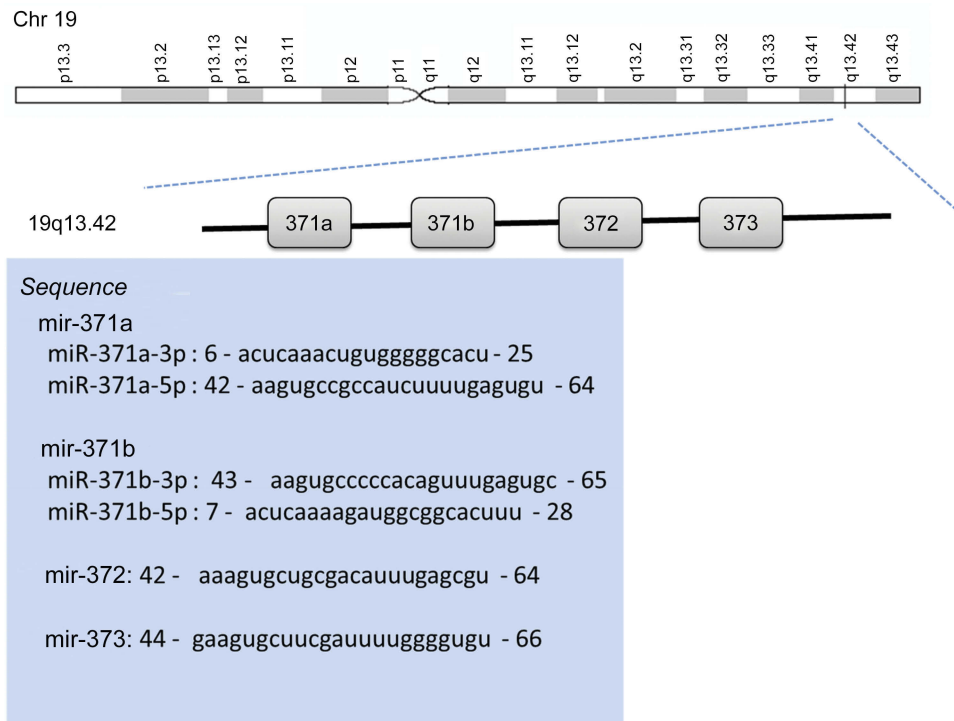 Chr 19
p13.3 p13.2 p13.13 p13.12 p13.11 p12 p11 q11 q12 q13.11 q13.12 q13.2 q13.31 q13.32 q13.33 q13.41 q13.42 q13.43
19q13.42 371a 371b 372 373
Sequence
mir-371a
miR-371a-3p : 6 - acucaaacugugggggcacu - 25
miR-371a-5p : 42 - aagugccgccaucuuuugagugu - 64
mir-371b
miR-371b-3p : 43 - aagugcccccacaguuugagugc - 65
miR-371b-5p : 7 - acucaaaagauggcggcacuuu - 28
mir-372: 42 - aaagugcugcgacauuugagcgu - 64
mir-373: 44 - gaagugcuucgauuuuggggugu - 66